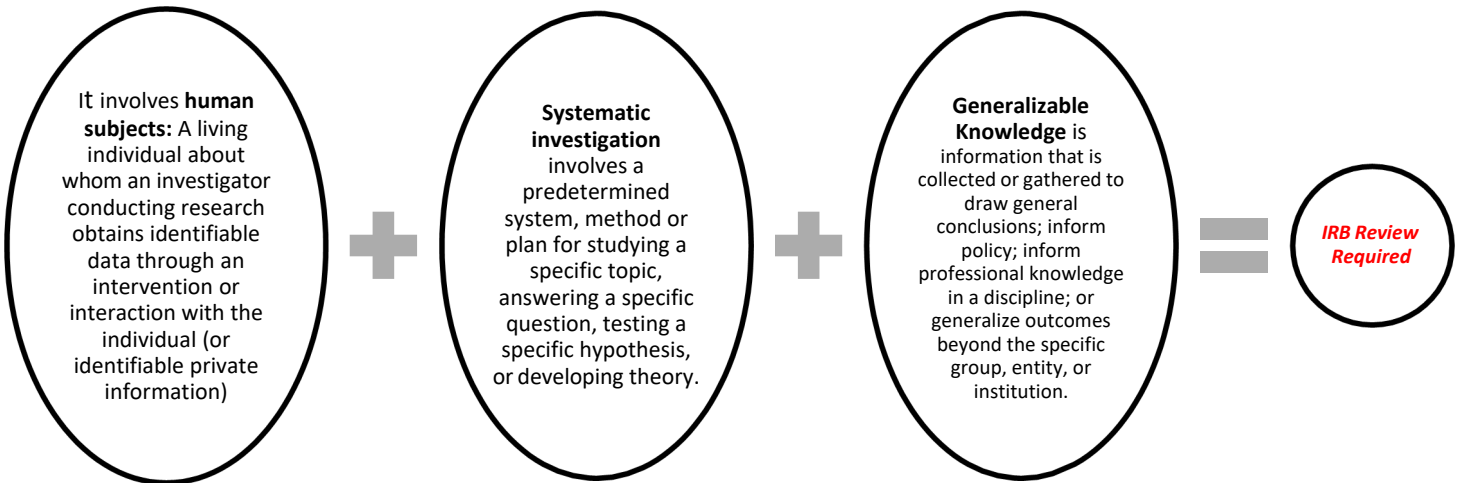 It involves human
subjects: A living
individual about
whom an investigator
conducting research
obtains identifiable
data through an
intervention or
interaction with the
individual (or
identifiable private
information)
Systematic
investigation
involves a
predetermined
system, method or
plan for studying a
specific topic,
answering a specific
question, testing a
specific hypothesis,
or developing theory.
Generalizable
Knowledge is
information that is
collected or gathered to
draw general
conclusions; inform
policy; inform
professional knowledge
in a discipline; or
generalize outcomes
beyond the specific
group, entity, or
institution.
IRB Review
Required